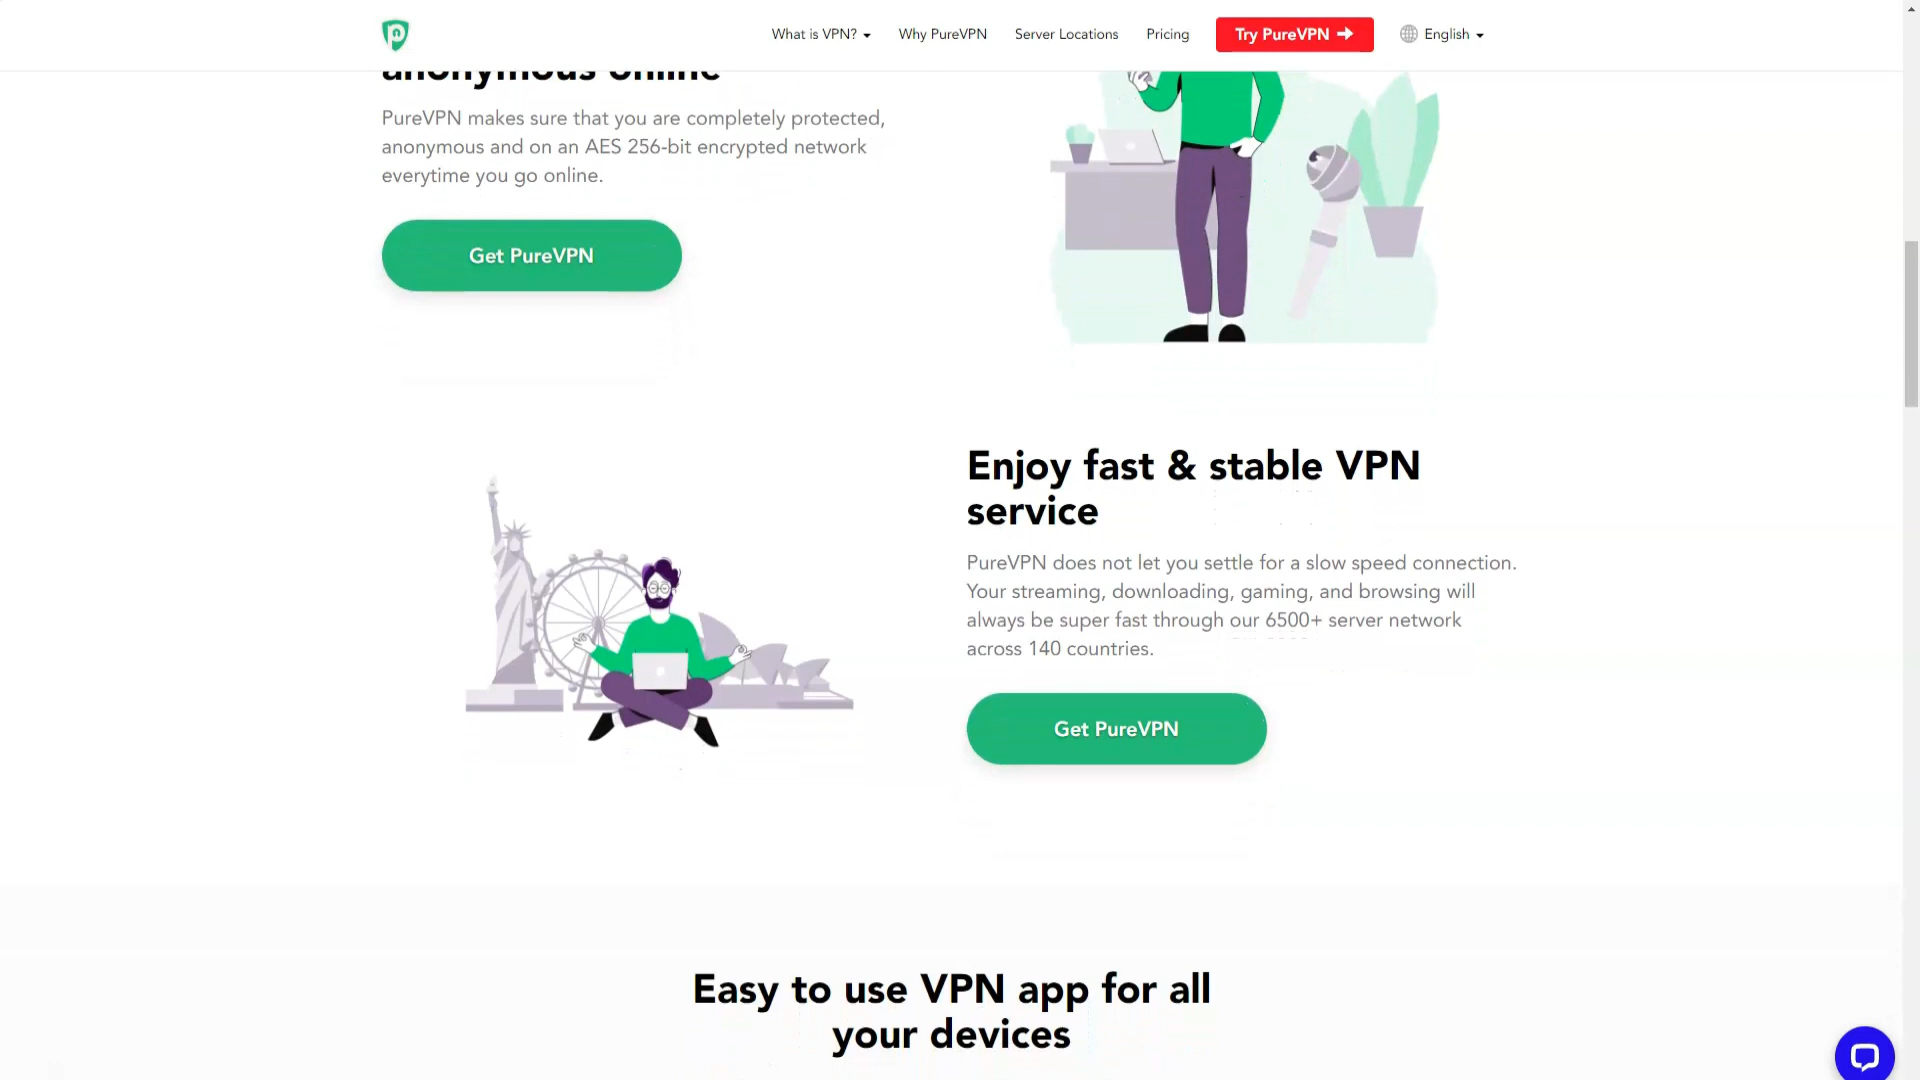 What is VPN?
Why PureVPN
Server Locations
Pricing
Try PureVPN
English
anonymous online
PureVPN makes sure that you are completely protected,
anonymous and on an AES 256-bit encrypted network
everytime you go online.
Get PureVPN
Enjoy fast & stable VPN
service
PureVPN does not let you settle for a slow speed connection.
Your streaming, downloading, gaming, and browsing will
always be super fast through our 6500+ server network
across 140 countries.
Get PureVPN
Easy to use VPN app for all
your devices